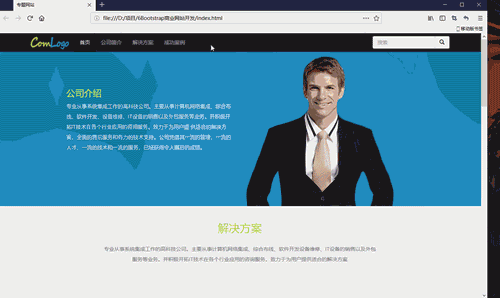 专题网站
file:///D:/项目/6Bootstrap商业网站开发/index.html
移动版书签
ComLogo 首页 公司简介 解决方案 成功案例 搜索
公司介绍
专业从事系统集成工作的高科技公司。主要从事计算机网络集成、综合布
线、软件开发、设备维修、IT设备的销售以及外包服务等业务。并积极开
拓IT技术在各个行业应用的咨询服务。致力于为用户提供适合的解决方
案、全面的售后服务和有力的技术支持。公司凭借其一流的管理、一流的
人才、一流的技术和一流的服务，已经获得令人瞩目的成绩。
解决方案
专业从事系统集成工作的高科技公司。主要从事计算机网络集成、综合布线、软件开发设备维修、IT设备的销售以及外包
服务等业务。并积极开拓IT技术在各个行业应用的咨询服务。致力于为用户提供适合的解决方案